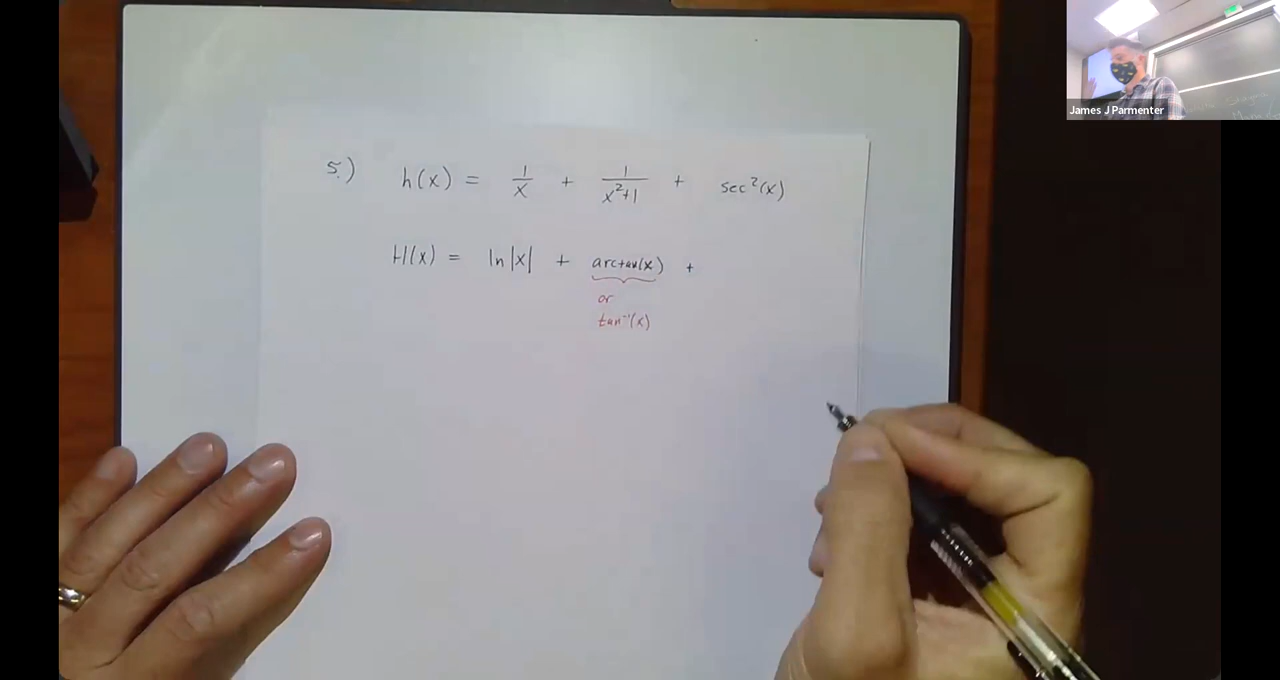 James J Parmenter
5.) h(x) = 1/x + 1/(x²+1) + sec²(x)
H(x) = ln|x| + arctan(x) +
or
tan⁻¹(x)